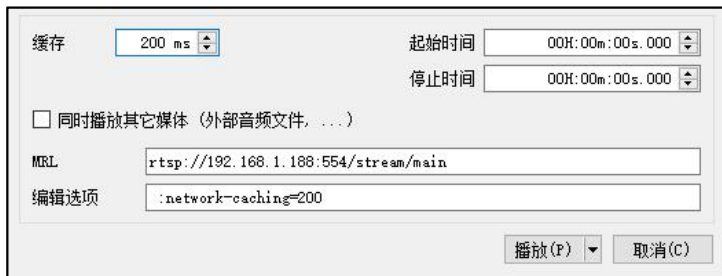 缓存 200 ms 起始时间 00H:00m:00s.000
停止时间 00H:00m:00s.000
同时播放其它媒体 (外部音频文件, ...)
MRL rtsp://192.168.1.188:554/stream/main
编辑选项 :network-caching=200
播放(P) 取消(C)